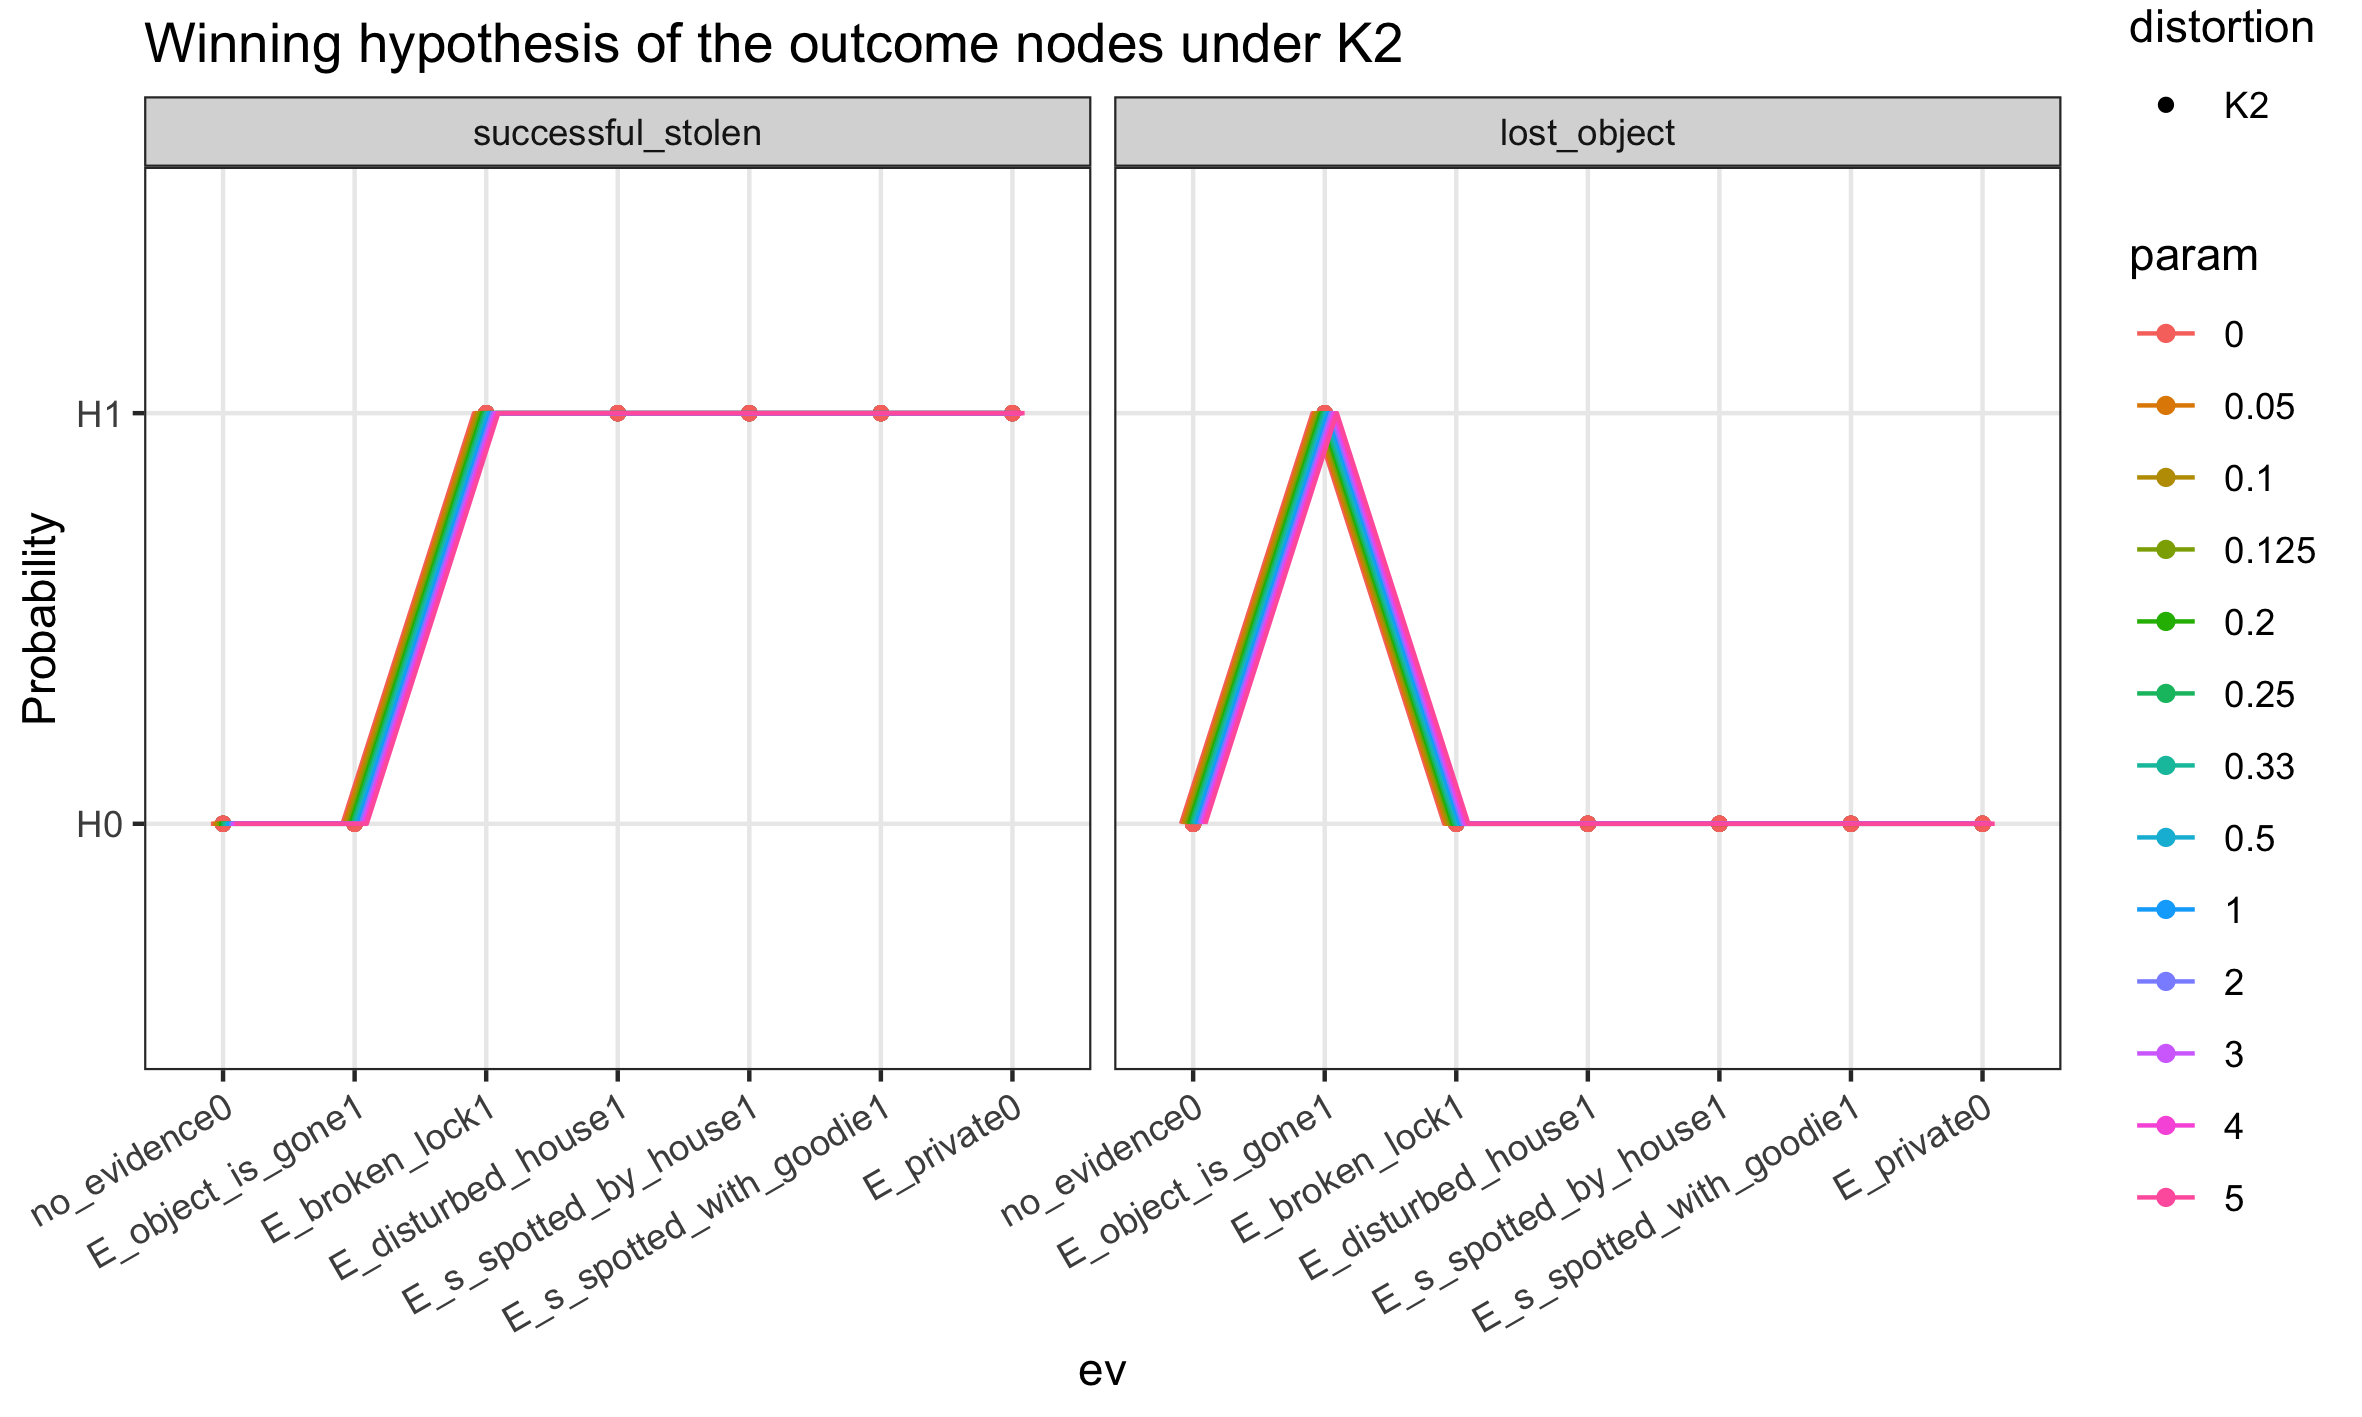 Winning hypothesis of the outcome nodes under K2
successful_stolen
lost_object
Probability
H1
H0
no_evidence0
E_object_is_gone1
E_broken_lock1
E_disturbed_house1
E_s_spotted_by_house1
E_s_spotted_with_goodie1
E_private0
no_evidence0
E_object_is_gone1
E_broken_lock1
E_disturbed_house1
E_s_spotted_by_house1
E_s_spotted_with_goodie1
E_private0
ev
distortion
K2
param
0
0.05
0.1
0.125
0.2
0.25
0.33
0.5
1
2
3
4
5